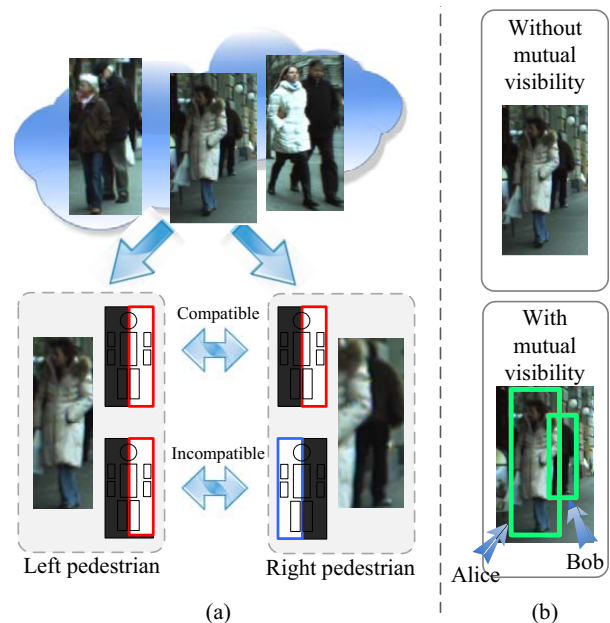 Compatible
Incompatible
Left pedestrian
Right pedestrian
(a)
Without
mutual
visibility
With
mutual
visibility
Alice
Bob
(b)